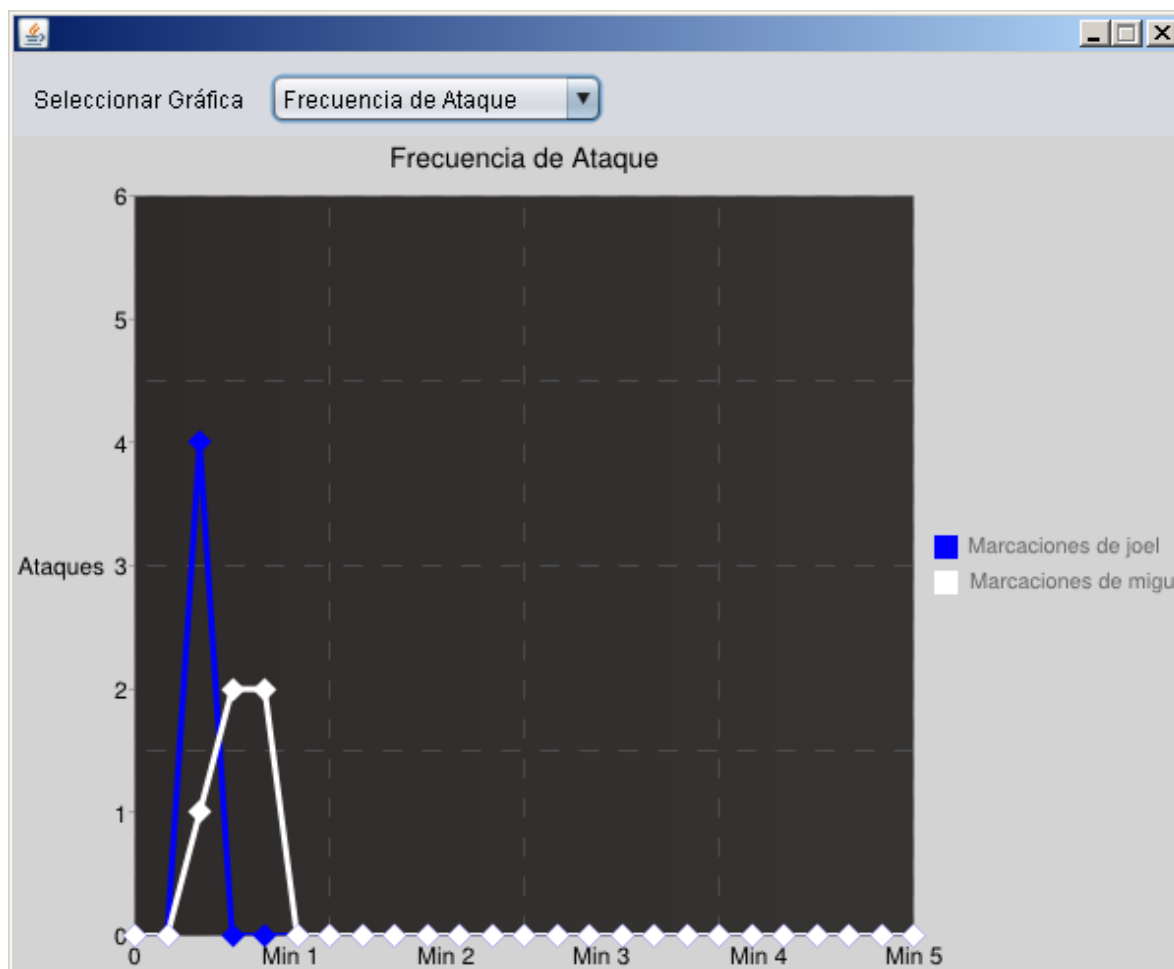 Seleccionar Gráfica Frecuencia de Ataque
Frecuencia de Ataque
6
5
4
Ataques 3
2
1
0
0 Min 1 Min 2 Min 3 Min 4 Min 5
Marcaciones de joel
Marcaciones de migu